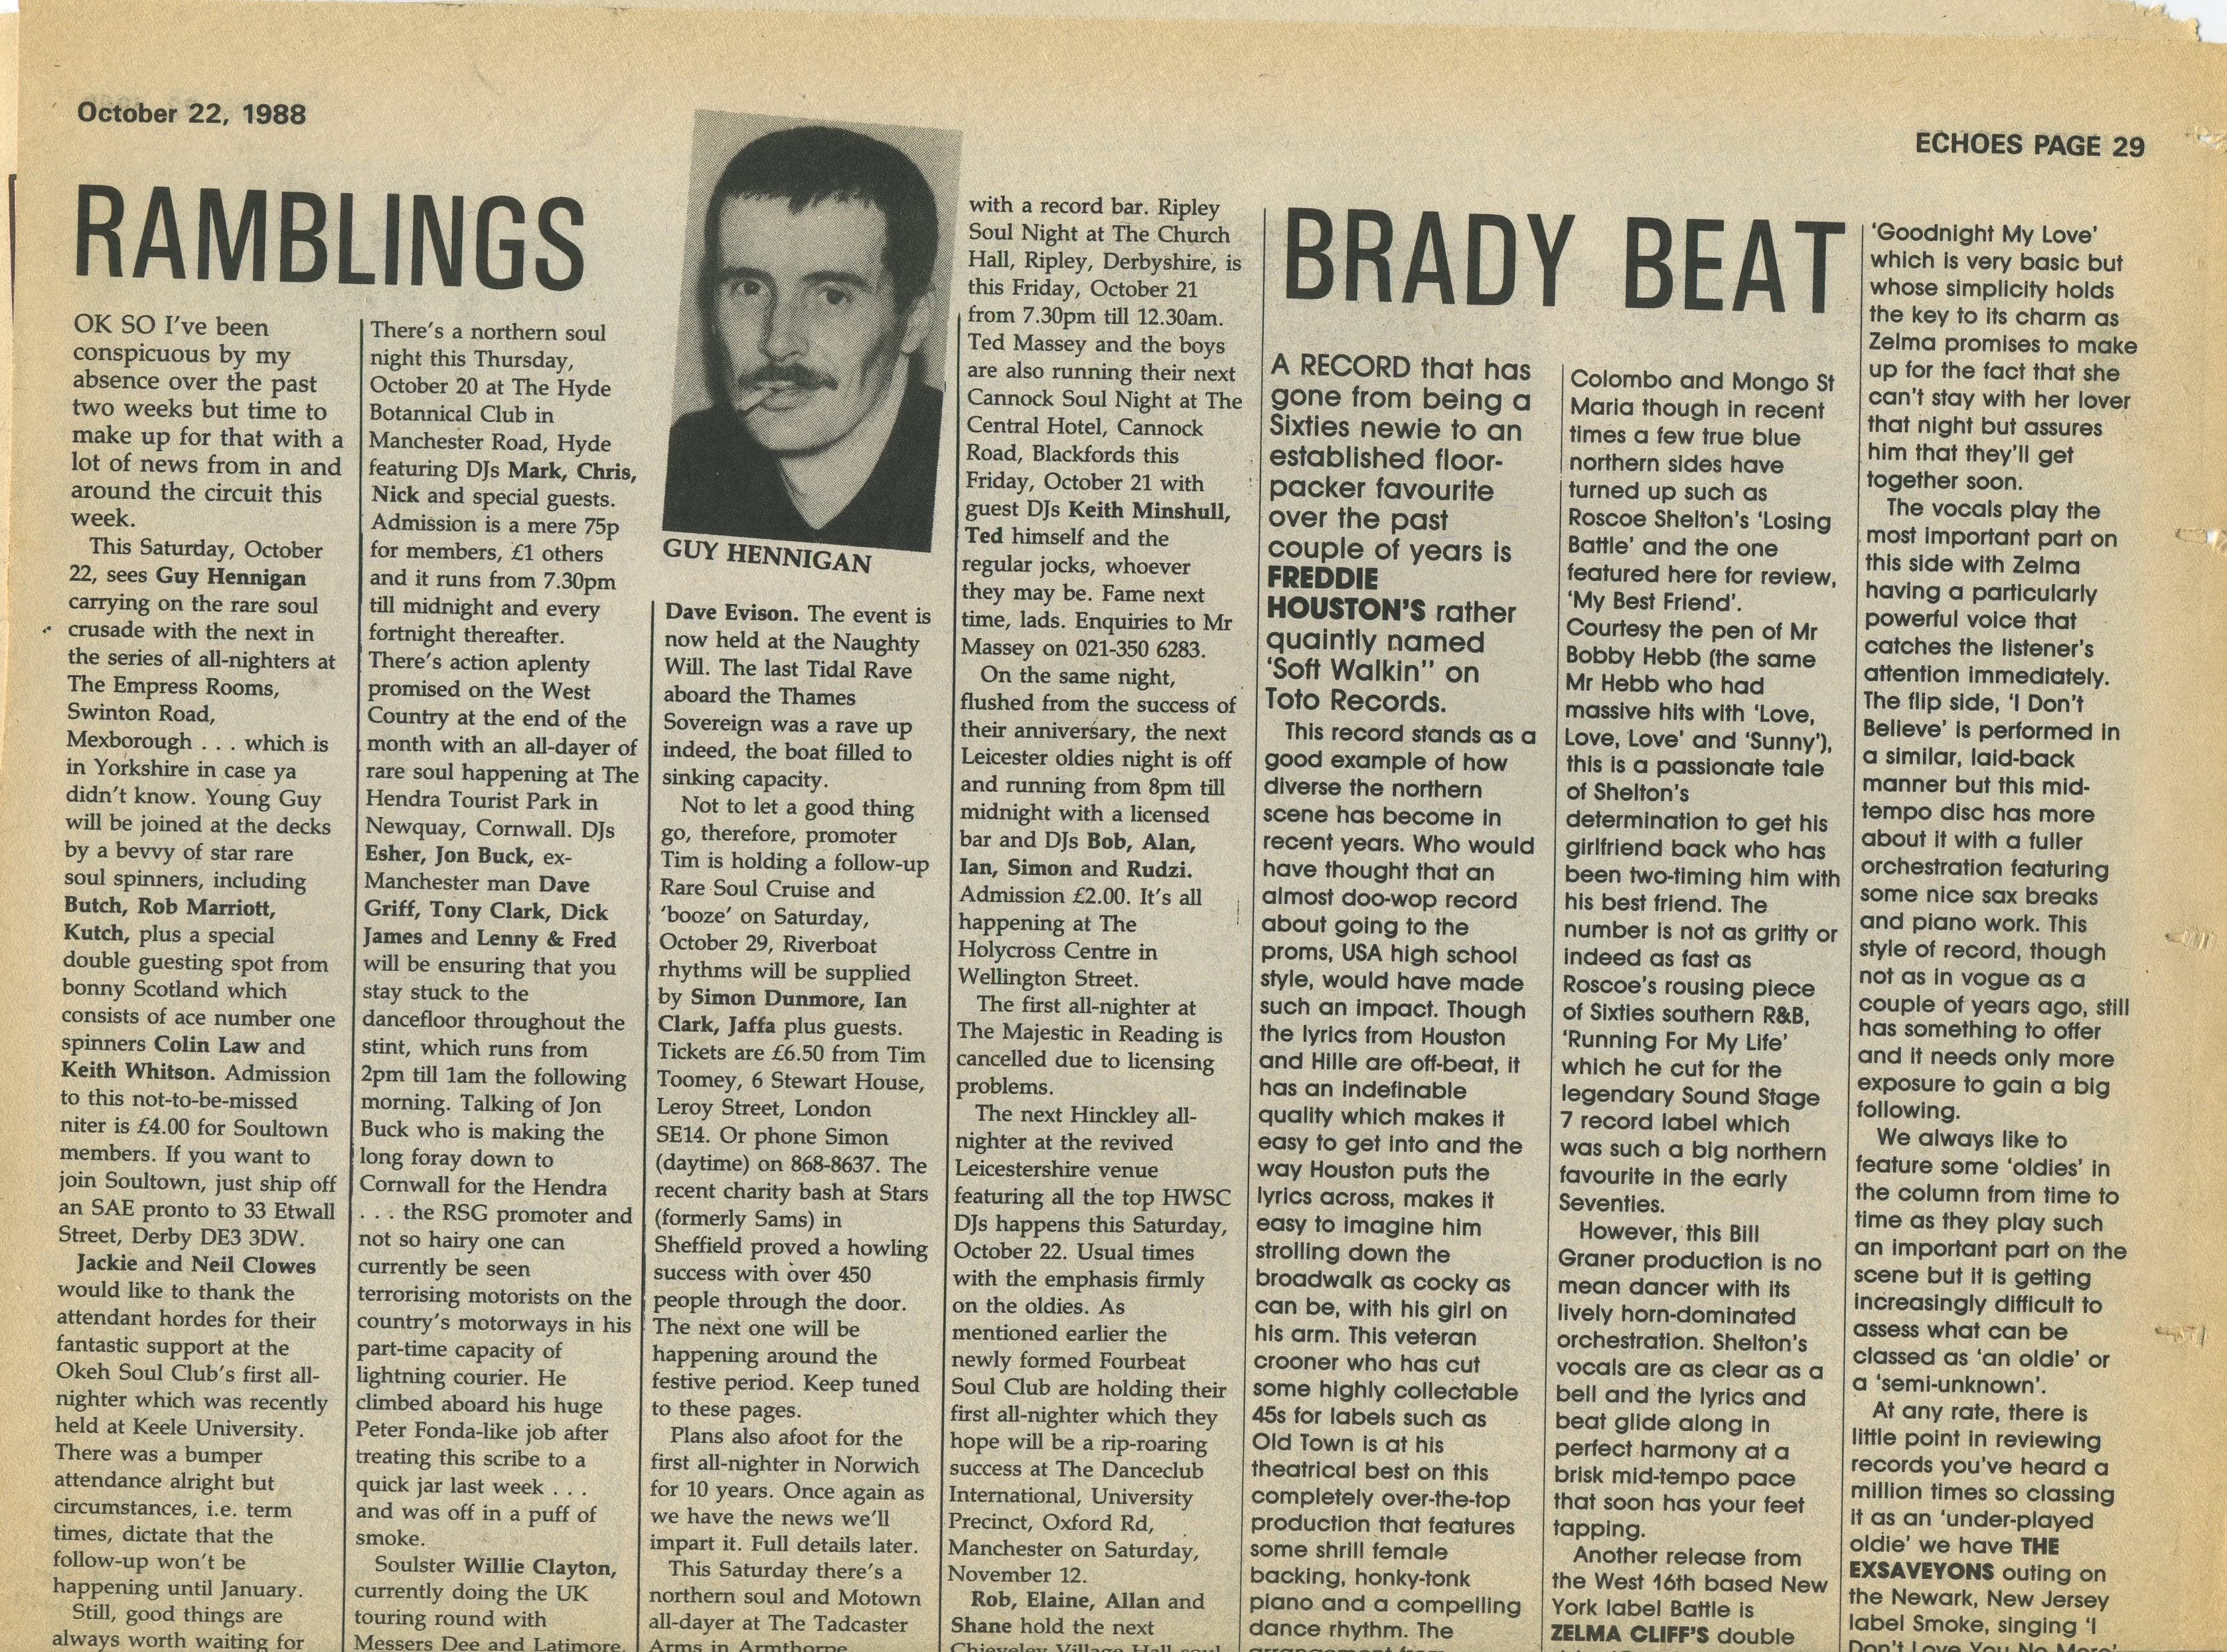 October 22, 1988
ECHOES PAGE 29
RAMBLINGS
OK SO I've been
conspicuous by my
absence over the past
two weeks but time to
make up for that with a
lot of news from in and
around the circuit this
week.
This Saturday, October
22, sees Guy Hennigan
carrying on the rare soul
crusade with the next in
the series of all-nighters at
The Empress Rooms,
Swinton Road,
Mexborough . . . which is
in Yorkshire in case ya
didn't know. Young Guy
will be joined at the decks
by a bevvy of star rare
soul spinners, including
Butch, Rob Marriott,
Kutch, plus a special
double guesting spot from
bonny Scotland which
consists of ace number one
spinners Colin Law and
Keith Whitson. Admission
to this not-to-be-missed
niter is £4.00 for Soultown
members. If you want to
join Soultown, just ship off
an SAE pronto to 33 Etwall
Street, Derby DE3 3DW.
Jackie and Neil Clowes
would like to thank the
attendant hordes for their
fantastic support at the
Okeh Soul Club's first all-
nighter which was recently
held at Keele University.
There was a bumper
attendance alright but
circumstances, i.e. term
times, dictate that the
follow-up won't be
happening until January.
Still, good things are
always worth waiting for
There's a northern soul
night this Thursday,
October 20 at The Hyde
Botannical Club in
Manchester Road, Hyde
featuring DJs Mark, Chris,
Nick and special guests.
Admission is a mere 75p
for members, £1 others
and it runs from 7.30pm
till midnight and every
fortnight thereafter.
There's action aplenty
promised on the West
Country at the end of the
month with an all-dayer of
rare soul happening at The
Hendra Tourist Park in
Newquay, Cornwall. DJs
Esher, Jon Buck, ex-
Manchester man Dave
Griff, Tony Clark, Dick
James and Lenny & Fred
will be ensuring that you
stay stuck to the
dancefloor throughout the
stint, which runs from
2pm till 1am the following
morning. Talking of Jon
Buck who is making the
long foray down to
Cornwall for the Hendra
. . . the RSG promoter and
not so hairy one can
currently be seen
terrorising motorists on the
country's motorways in his
part-time capacity of
lightning courier. He
climbed aboard his huge
Peter Fonda-like job after
treating this scribe to a
quick jar last week . . .
and was off in a puff of
smoke.
Soulster Willie Clayton,
currently doing the UK
touring round with
Messers Dee and Latimore,
GUY HENNIGAN
Dave Evison. The event is
now held at the Naughty
Will. The last Tidal Rave
aboard the Thames
Sovereign was a rave up
indeed, the boat filled to
sinking capacity.
Not to let a good thing
go, therefore, promoter
Tim is holding a follow-up
Rare Soul Cruise and
'booze' on Saturday,
October 29, Riverboat
rhythms will be supplied
by Simon Dunmore, Ian
Clark, Jaffa plus guests.
Tickets are £6.50 from Tim
Toomey, 6 Stewart House,
Leroy Street, London
SE14. Or phone Simon
(daytime) on 868-8637. The
recent charity bash at Stars
(formerly Sams) in
Sheffield proved a howling
success with over 450
people through the door.
The next one will be
happening around the
festive period. Keep tuned
to these pages.
Plans also afoot for the
first all-nighter in Norwich
for 10 years. Once again as
we have the news we'll
impart it. Full details later.
This Saturday there's a
northern soul and Motown
all-dayer at The Tadcaster
Arms in Armthorpe
with a record bar. Ripley
Soul Night at The Church
Hall, Ripley, Derbyshire, is
this Friday, October 21
from 7.30pm till 12.30am.
Ted Massey and the boys
are also running their next
Cannock Soul Night at The
Central Hotel, Cannock
Road, Blackfords this
Friday, October 21 with
guest DJs Keith Minshull,
Ted himself and the
regular jocks, whoever
they may be. Fame next
time, lads. Enquiries to Mr
Massey on 021-350 6283.
On the same night,
flushed from the success of
their anniversary, the next
Leicester oldies night is off
and running from 8pm till
midnight with a licensed
bar and DJs Bob, Alan,
Ian, Simon and Rudzi.
Admission £2.00. It's all
happening at The
Holycross Centre in
Wellington Street.
The first all-nighter at
The Majestic in Reading is
cancelled due to licensing
problems.
The next Hinckley all-
nighter at the revived
Leicestershire venue
featuring all the top HWSC
DJs happens this Saturday,
October 22. Usual times
with the emphasis firmly
on the oldies. As
mentioned earlier the
newly formed Fourbeat
Soul Club are holding their
first all-nighter which they
hope will be a rip-roaring
success at The Danceclub
International, University
Precinct, Oxford Rd,
Manchester on Saturday,
November 12.
Rob, Elaine, Allan and
Shane hold the next
Chieveley Village Hall soul
BRADY BEAT
A RECORD that has
gone from being a
Sixties newie to an
established floor-
packer favourite
over the past
couple of years is
FREDDIE
HOUSTON'S rather
quaintly named
'Soft Walkin'' on
Toto Records.
This record stands as a
good example of how
diverse the northern
scene has become in
recent years. Who would
have thought that an
almost doo-wop record
about going to the
proms, USA high school
style, would have made
such an impact. Though
the lyrics from Houston
and Hille are off-beat, it
has an indefinable
quality which makes it
easy to get into and the
way Houston puts the
lyrics across, makes it
easy to imagine him
strolling down the
broadwalk as cocky as
can be, with his girl on
his arm. This veteran
crooner who has cut
some highly collectable
45s for labels such as
Old Town is at his
theatrical best on this
completely over-the-top
production that features
some shrill female
backing, honky-tonk
piano and a compelling
dance rhythm. The
arrangement from
Colombo and Mongo St
Maria though in recent
times a few true blue
northern sides have
turned up such as
Roscoe Shelton's 'Losing
Battle' and the one
featured here for review,
'My Best Friend'.
Courtesy the pen of Mr
Bobby Hebb (the same
Mr Hebb who had
massive hits with 'Love,
Love, Love' and 'Sunny'),
this is a passionate tale
of Shelton's
determination to get his
girlfriend back who has
been two-timing him with
his best friend. The
number is not as gritty or
indeed as fast as
Roscoe's rousing piece
of Sixties southern R&B,
'Running For My Life'
which he cut for the
legendary Sound Stage
7 record label which
was such a big northern
favourite in the early
Seventies.
However, this Bill
Graner production is no
mean dancer with its
lively horn-dominated
orchestration. Shelton's
vocals are as clear as a
bell and the lyrics and
beat glide along in
perfect harmony at a
brisk mid-tempo pace
that soon has your feet
tapping.
Another release from
the West 16th based New
York label Battle is
ZELMA CLIFF'S double
'Goodnight My Love'
which is very basic but
whose simplicity holds
the key to its charm as
Zelma promises to make
up for the fact that she
can't stay with her lover
that night but assures
him that they'll get
together soon.
The vocals play the
most important part on
this side with Zelma
having a particularly
powerful voice that
catches the listener's
attention immediately.
The flip side, 'I Don't
Believe' is performed in
a similar, laid-back
manner but this mid-
tempo disc has more
about it with a fuller
orchestration featuring
some nice sax breaks
and piano work. This
style of record, though
not as in vogue as a
couple of years ago, still
has something to offer
and it needs only more
exposure to gain a big
following.
We always like to
feature some 'oldies' in
the column from time to
time as they play such
an important part on the
scene but it is getting
increasingly difficult to
assess what can be
classed as 'an oldie' or
a 'semi-unknown'.
At any rate, there is
little point in reviewing
records you've heard a
million times so classing
it as an 'under-played
oldie' we have THE
EXSAVEYONS outing on
the Newark, New Jersey
label Smoke, singing 'I
Don't Love You No More'